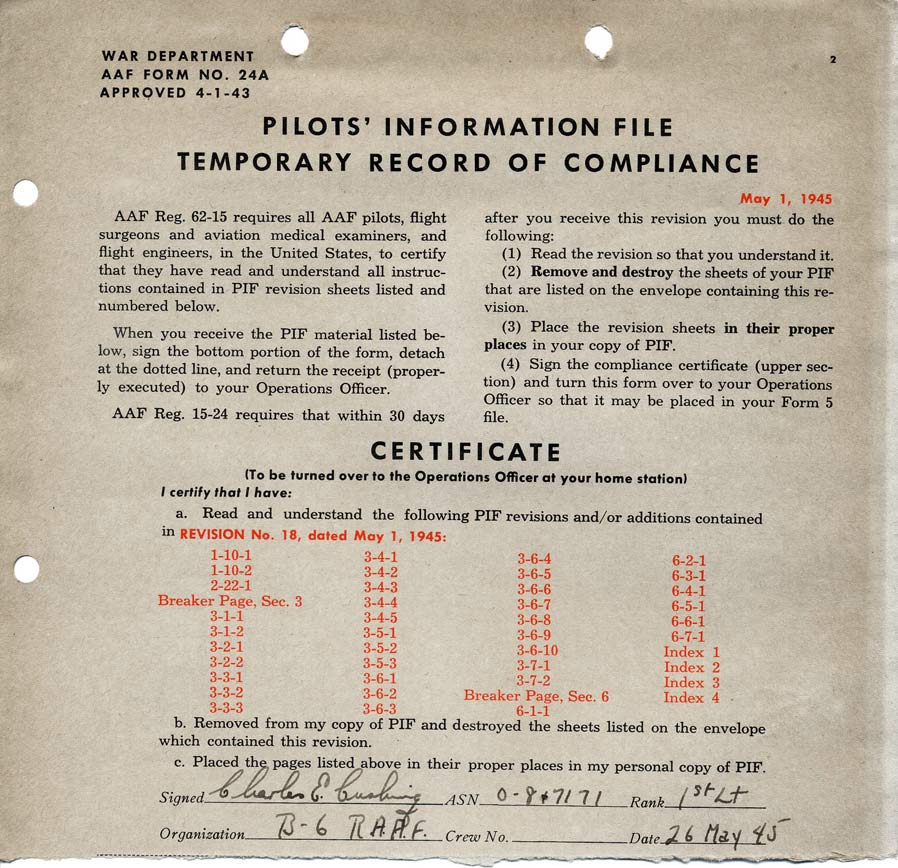 WAR DEPARTMENT
AAF FORM NO. 24A
APPROVED 4-1-43
2
PILOTS' INFORMATION FILE
TEMPORARY RECORD OF COMPLIANCE
May 1, 1945
AAF Reg. 62-15 requires all AAF pilots, flight
surgeons and aviation medical examiners, and
flight engineers, in the United States, to certify
that they have read and understand all instruc-
tions contained in PIF revision sheets listed and
numbered below.
When you receive the PIF material listed be-
low, sign the bottom portion of the form, detach
at the dotted line, and return the receipt (proper-
ly executed) to your Operations Officer.
AAF Reg. 15-24 requires that within 30 days
after you receive this revision you must do the
following:
(1) Read the revision so that you understand it.
(2) Remove and destroy the sheets of your PIF
that are listed on the envelope containing this re-
vision.
(3) Place the revision sheets in their proper
places in your copy of PIF.
(4) Sign the compliance certificate (upper sec-
tion) and turn this form over to your Operations
Officer so that it may be placed in your Form 5
file.
CERTIFICATE
(To be turned over to the Operations Officer at your home station)
I certify that I have:
a. Read and understand the following PIF revisions and/or additions contained
in REVISION No. 18, dated May 1, 1945:
1-10-1
1-10-2
2-22-1
Breaker Page, Sec. 3
3-1-1
3-1-2
3-2-1
3-2-2
3-3-1
3-3-2
3-3-3
3-4-1
3-4-2
3-4-3
3-4-4
3-4-5
3-5-1
3-5-2
3-5-3
3-6-1
3-6-2
3-6-3
3-6-4
3-6-5
3-6-6
3-6-7
3-6-8
3-6-9
3-6-10
3-7-1
3-7-2
Breaker Page, Sec. 6
6-1-1
6-2-1
6-3-1
6-4-1
6-5-1
6-6-1
6-7-1
Index 1
Index 2
Index 3
Index 4
b. Removed from my copy of PIF and destroyed the sheets listed on the envelope
which contained this revision.
c. Placed the pages listed above in their proper places in my personal copy of PIF.
Signed Charles E. Cushing ASN Rank 1st Lt
Organization B-6 R.A.A.F. Crew No. Date 26 May 45